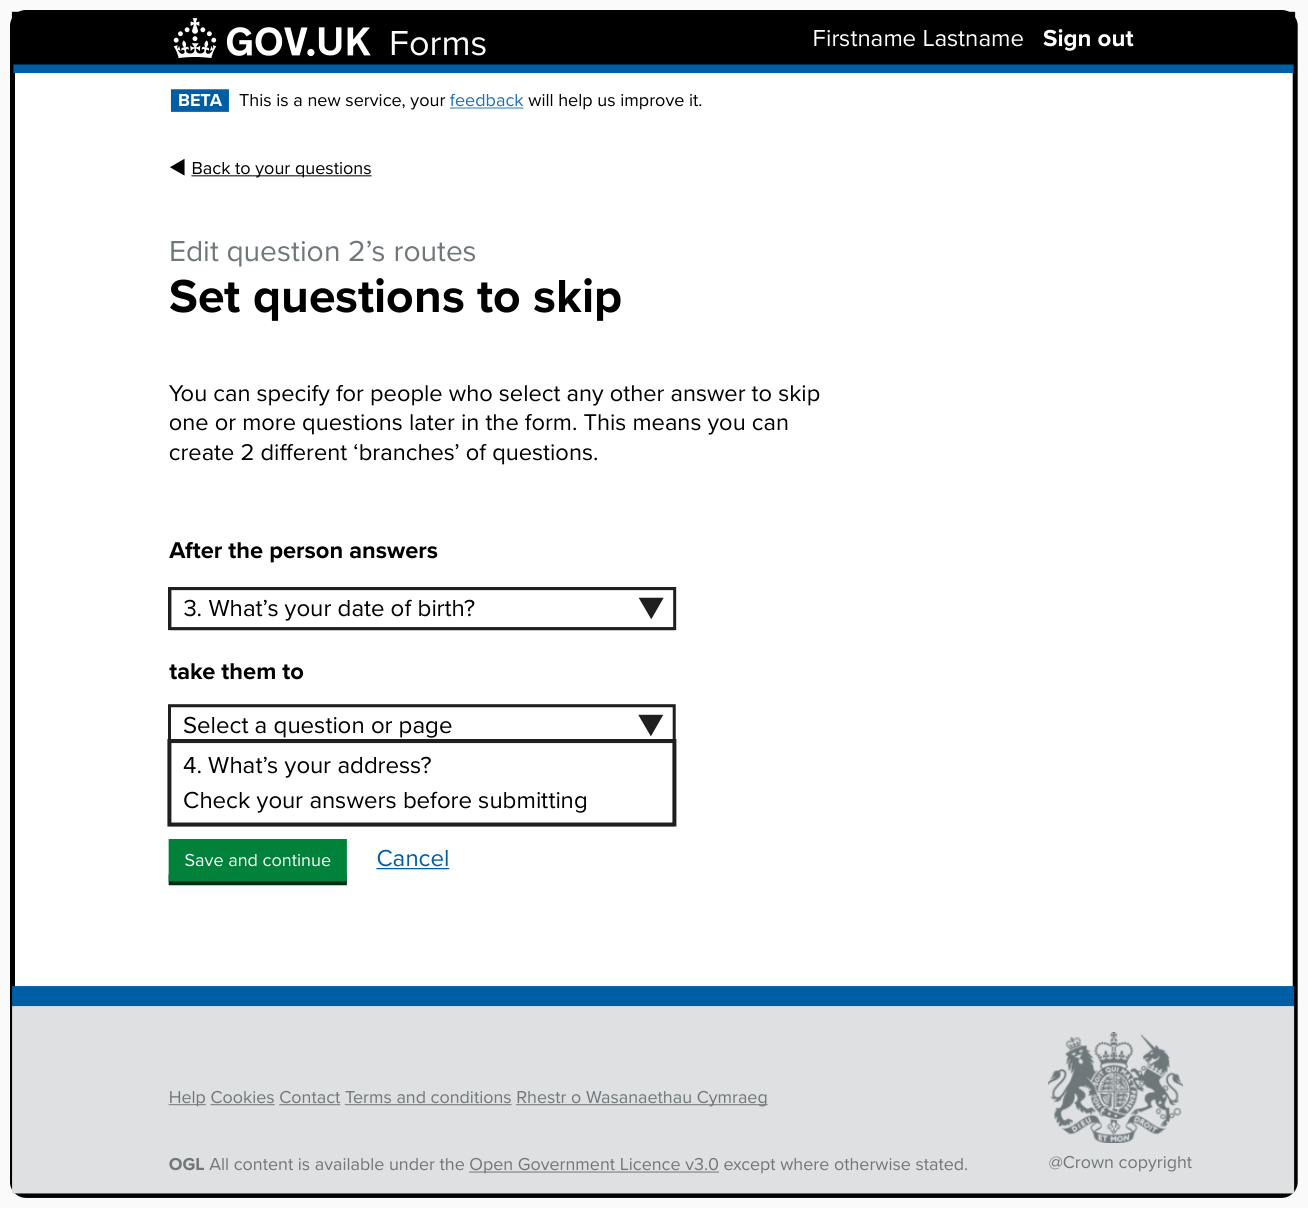 GOV.UK Forms
Firstname Lastname Sign out
BETA This is a new service, your feedback will help us improve it.
Back to your questions
Edit question 2’s routes
Set questions to skip
You can specify for people who select any other answer to skip
one or more questions later in the form. This means you can
create 2 different ‘branches’ of questions.
After the person answers
3. What’s your date of birth?
take them to
Select a question or page
4. What’s your address?
Check your answers before submitting
Save and continue Cancel
Help Cookies Contact Terms and conditions Rhestr o Wasanaethau Cymraeg
DIEU ET MON DROIT
OGL All content is available under the Open Government Licence v3.0 except where otherwise stated.
@Crown copyright